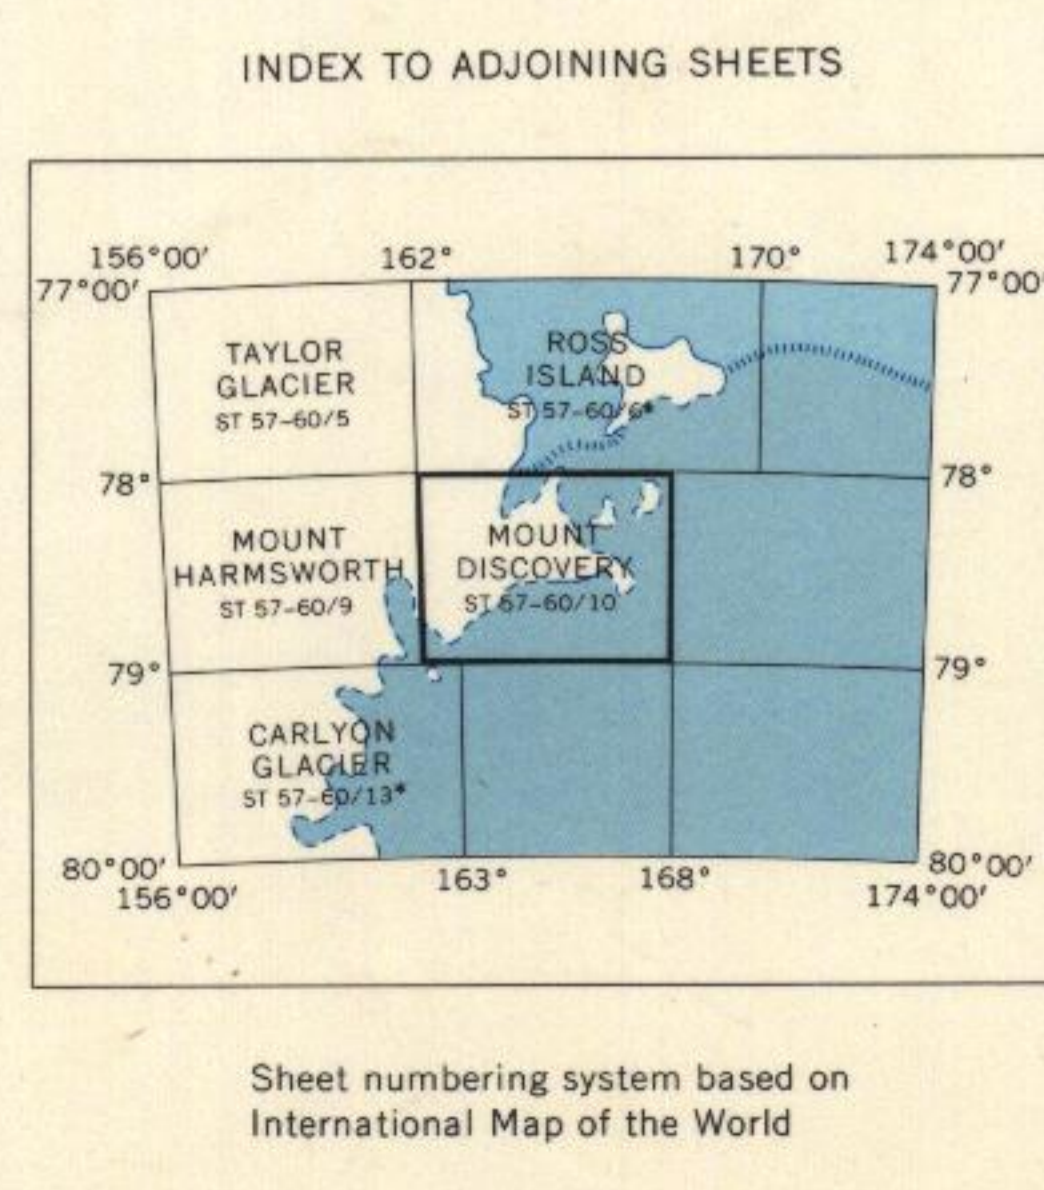 INDEX TO ADJOINING SHEETS
156°00′ 162° 170° 174°00′
77°00′ 77°00′
TAYLOR
GLACIER
ST 57–60/5
ROSS
ISLAND
ST 57–60/6*
78° 78°
MOUNT
HARMSWORTH
ST 57–60/9
MOUNT
DISCOVERY
ST 57–60/10
79° 79°
CARLYON
GLACIER
ST 57–60/13*
80°00′ 80°00′
156°00′ 163° 168° 174°00′
Sheet numbering system based on
International Map of the World